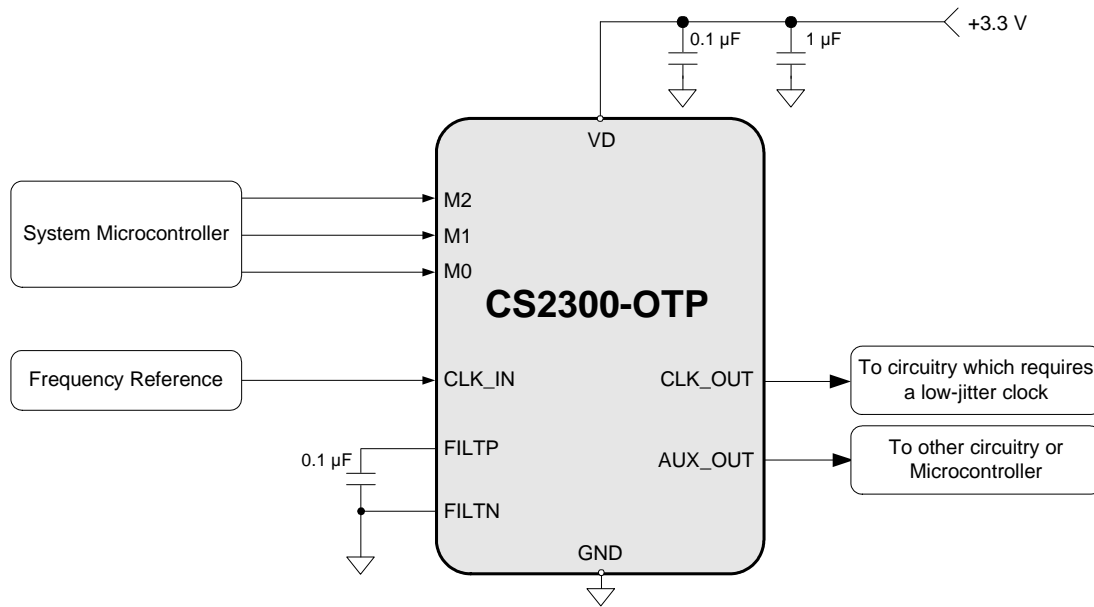 +3.3 V
0.1 µF
1 µF
VD
System Microcontroller
M2
M1
M0
CS2300-OTP
Frequency Reference
CLK_IN
CLK_OUT
To circuitry which requires
a low-jitter clock
FILTP
0.1 µF
AUX_OUT
To other circuitry or
Microcontroller
FILTN
GND